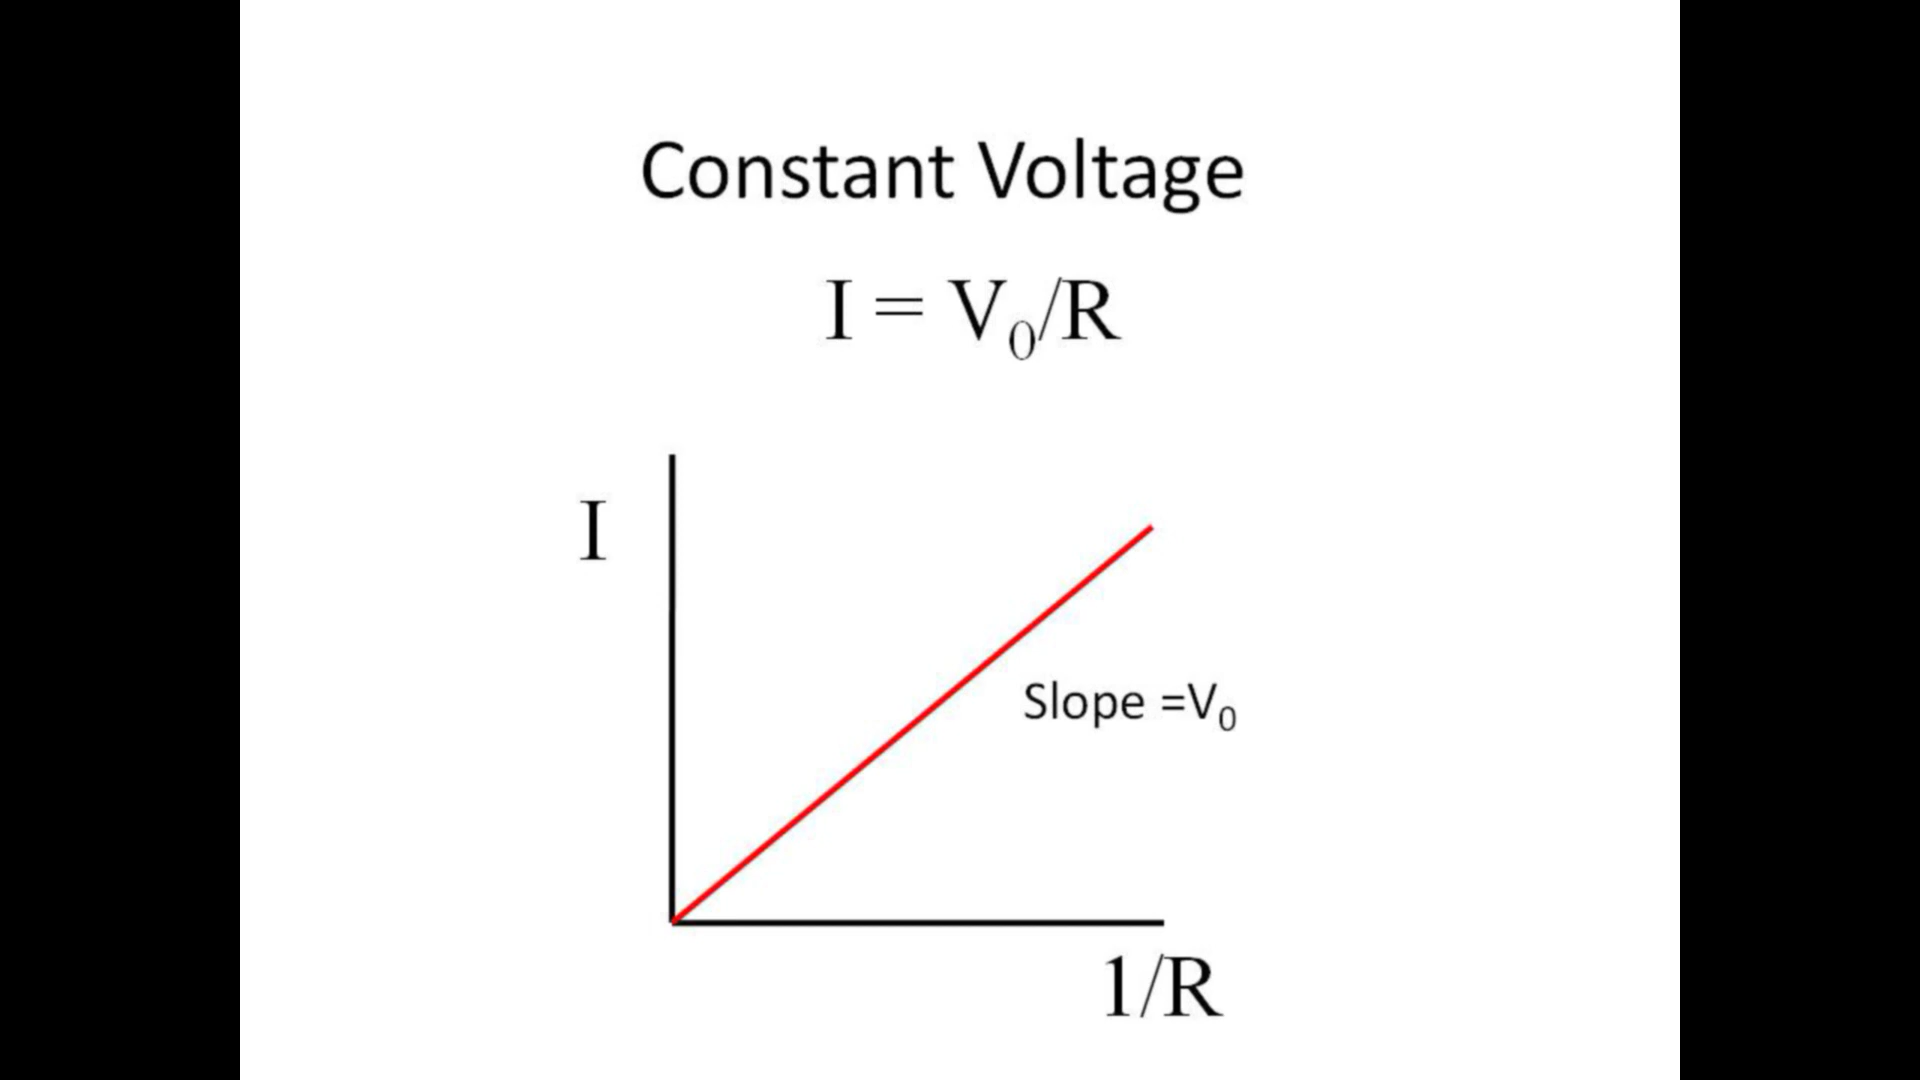 Constant Voltage
I = V₀/R
I
Slope =V₀
1/R